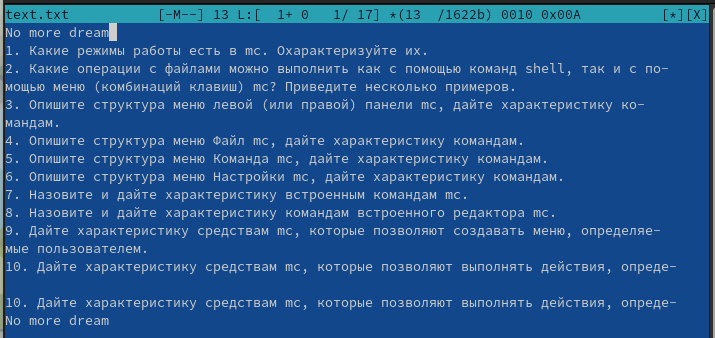 text.txt [-M--] 13 L:[ 1+ 0 1/ 17] *(13 /1622b) 0010 0x00A [*][X]
No more dream
1. Какие режимы работы есть в mc. Охарактеризуйте их.
2. Какие операции с файлами можно выполнить как с помощью команд shell, так и с по–
мощью меню (комбинаций клавиш) mc? Приведите несколько примеров.
3. Опишите структура меню левой (или правой) панели mc, дайте характеристику ко–
мандам.
4. Опишите структура меню Файл mc, дайте характеристику командам.
5. Опишите структура меню Команда mc, дайте характеристику командам.
6. Опишите структура меню Настройки mc, дайте характеристику командам.
7. Назовите и дайте характеристику встроенным командам mc.
8. Назовите и дайте характеристику командам встроенного редактора mc.
9. Дайте характеристику средствам mc, которые позволяют создавать меню, определяе–
мые пользователем.
10. Дайте характеристику средствам mc, которые позволяют выполнять действия, опреде–
10. Дайте характеристику средствам mc, которые позволяют выполнять действия, опреде–
No more dream